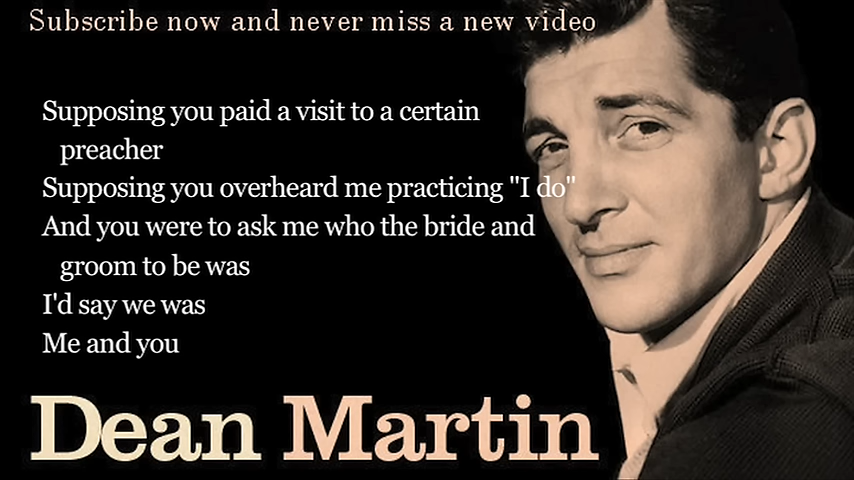 Subscribe now and never miss a new video
Supposing you paid a visit to a certain
preacher
Supposing you overheard me practicing "I do"
And you were to ask me who the bride and
groom to be was
I'd say we was
Me and you
Dean Martin